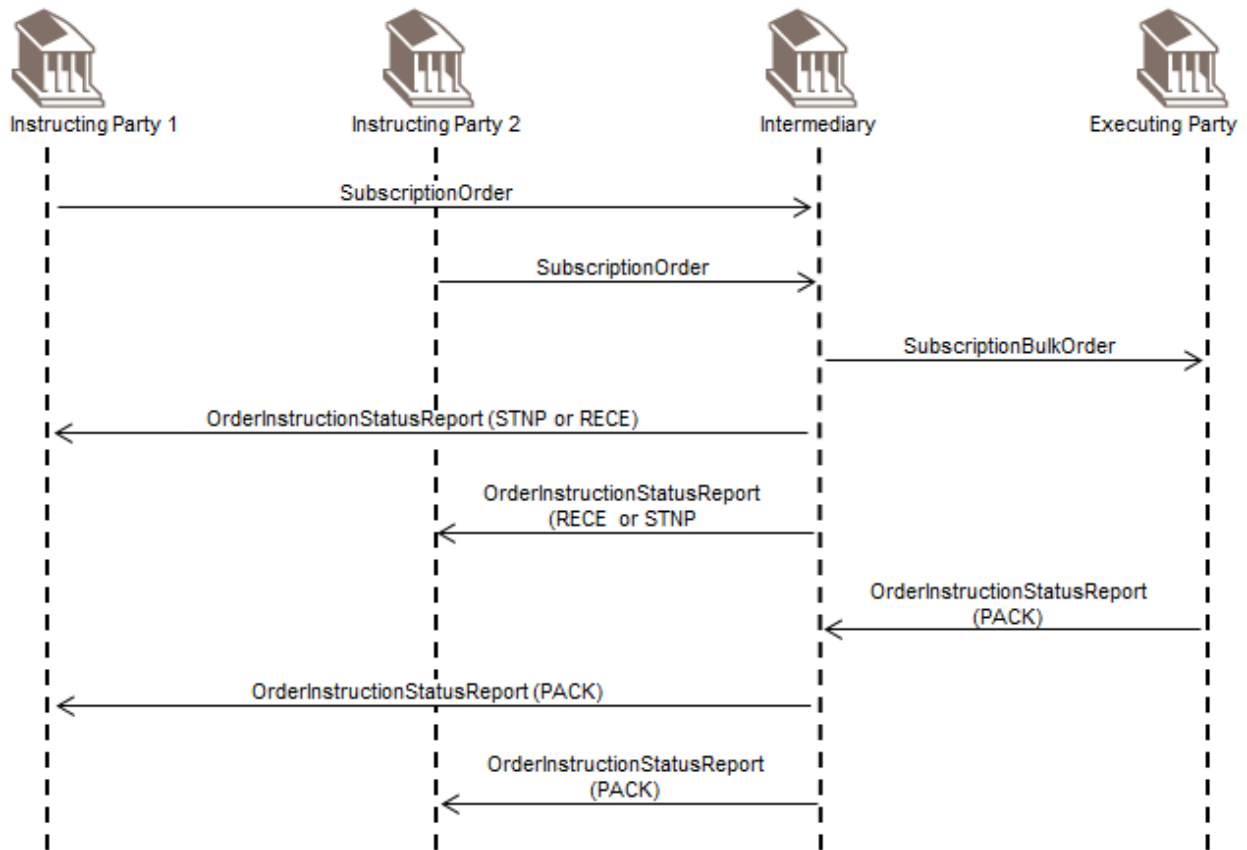 Instructing Party 1
Instructing Party 2
Intermediary
Executing Party
SubscriptionOrder
SubscriptionOrder
SubscriptionBulkOrder
OrderInstructionStatusReport (STNP or RECE)
OrderInstructionStatusReport
(RECE or STNP
OrderInstructionStatusReport
(PACK)
OrderInstructionStatusReport (PACK)
OrderInstructionStatusReport
(PACK)